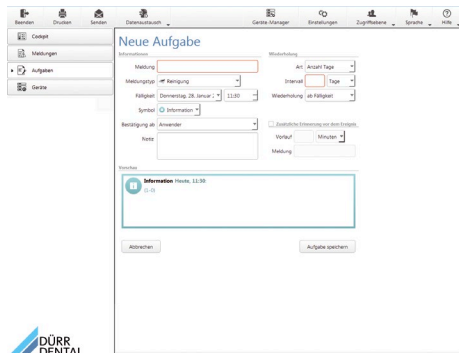 Beenden Drucken Senden Datenaustausch Geräte-Manager Einstellungen Zugriffsebene Sprache Hilfe
Cockpit
Meldungen
Aufgaben
Geräte
Neue Aufgabe
Informationen
Meldung
Meldungstyp Reinigung
Fälligkeit Donnerstag, 28. Januar 11:30
Symbol Information
Bestätigung ab Anwender
Notiz
Wiederholung
Art Anzahl Tage
Intervall Tage
Wiederholung ab Fälligkeit
Zusätzliche Erinnerung vor dem Ereignis
Vorlauf Minuten
Meldung
Vorschau
Information Heute, 11:30
Abbrechen Aufgabe speichern
DÜRR
DENTAL